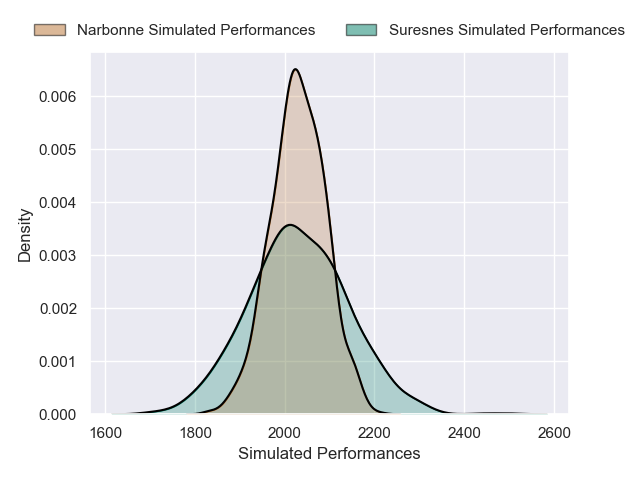 Narbonne Simulated Performances Suresnes Simulated Performances
0.006
0.005
0.004
0.003
0.002
0.001
0.000
Density
1600 1800 2000 2200 2400 2600
Simulated Performances